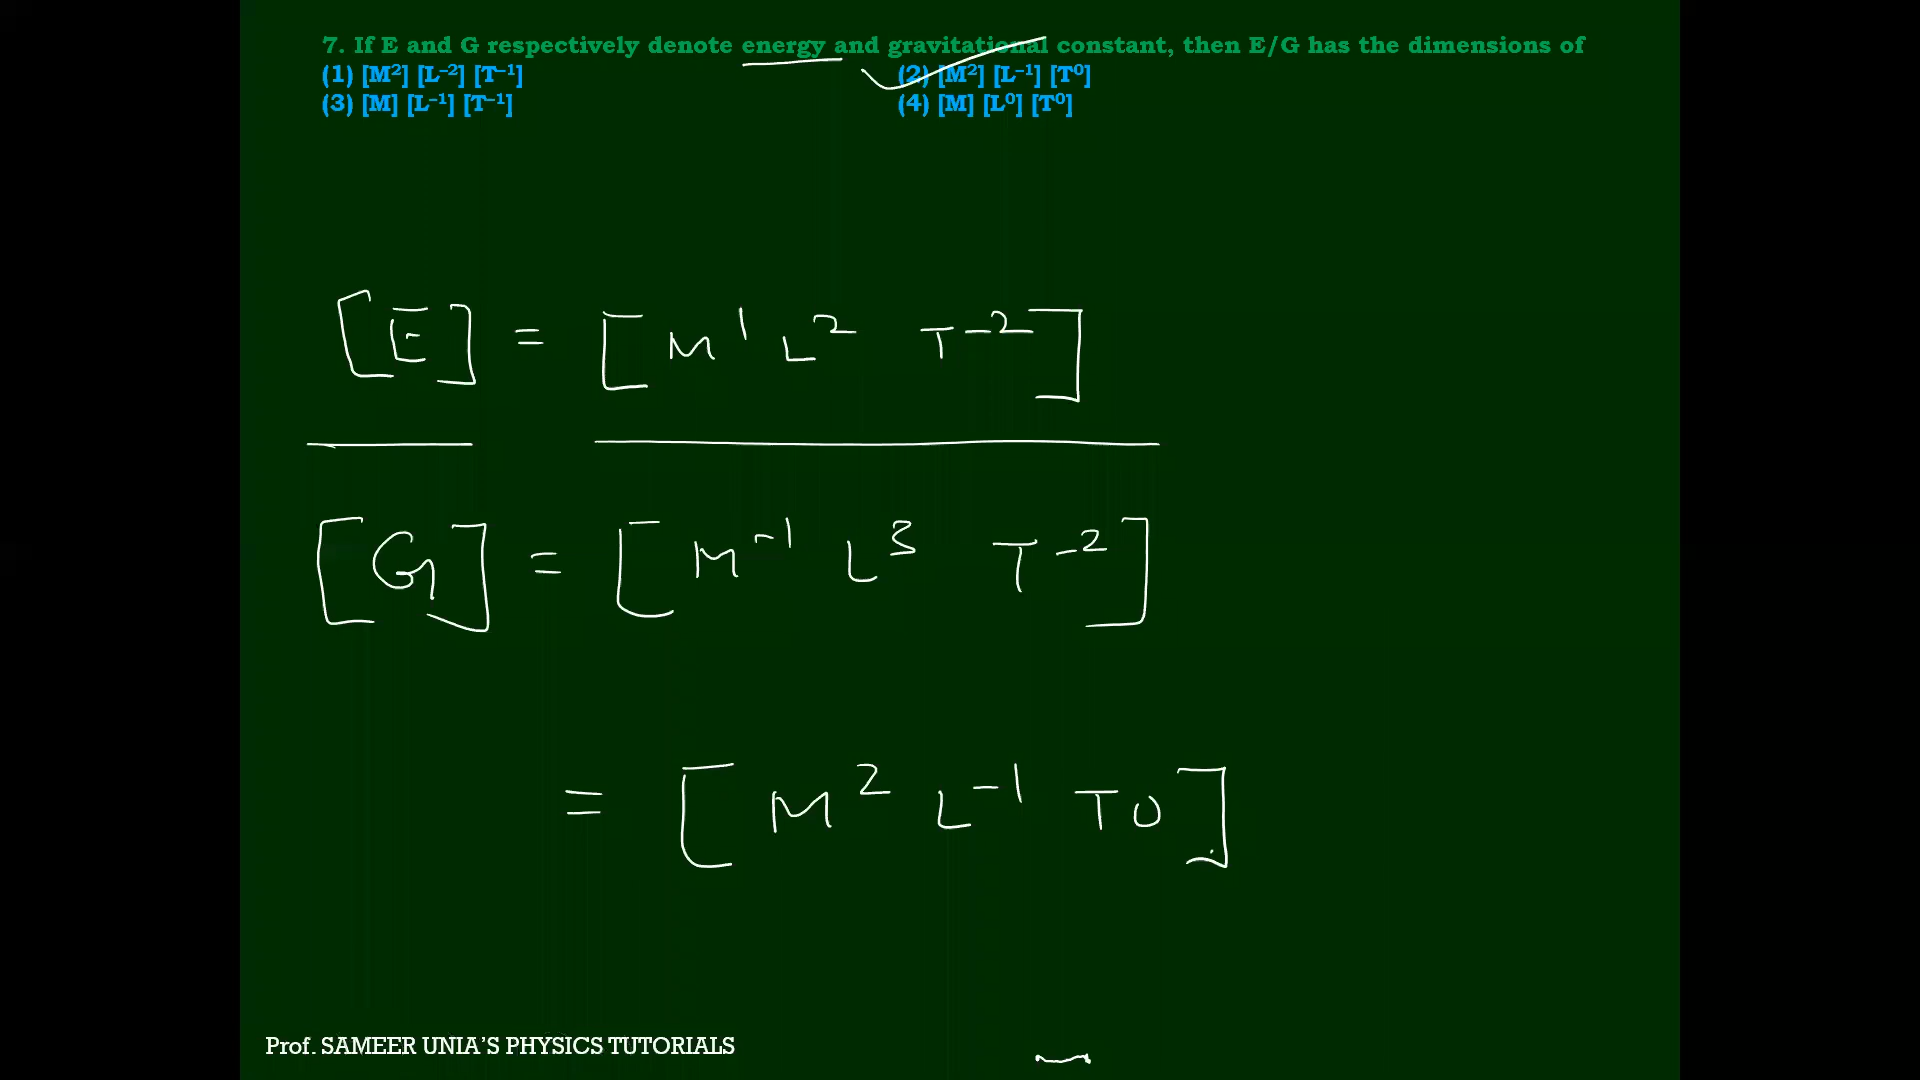 7. If E and G respectively denote energy and gravitational constant, then E/G has the dimensions of
(1) [M²] [L⁻²] [T⁻¹] (2) [M²] [L⁻¹] [T⁰]
(3) [M] [L⁻¹] [T⁻¹] (4) [M] [L⁰] [T⁰]
[E] = [M¹ L² T⁻²]
[G] = [M⁻¹ L³ T⁻²]
= [M² L⁻¹ T0]
Prof. SAMEER UNIA'S PHYSICS TUTORIALS